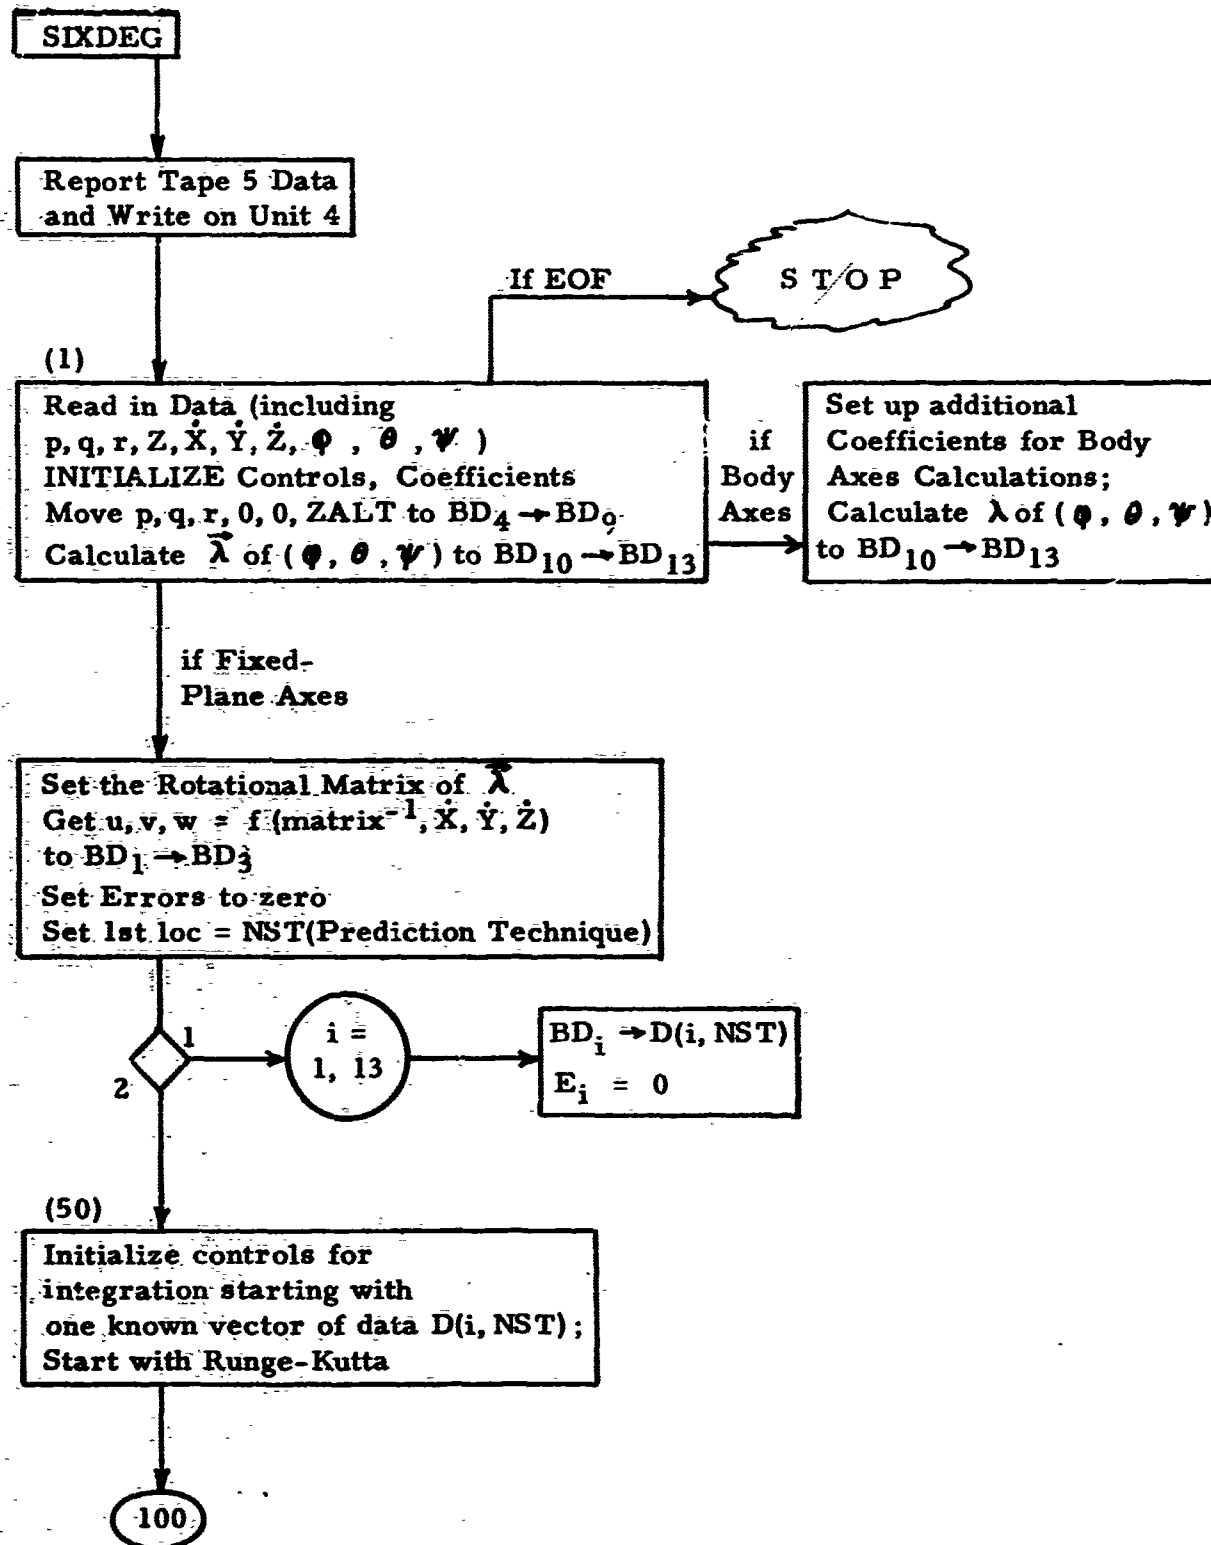 SIXDEG
Report Tape 5 Data
and Write on Unit 4
If EOF
S T O P
(1)
Read in Data (including
p, q, r, Z, Ẋ, Ẏ, Ż, φ , θ , ψ )
INITIALIZE Controls, Coefficients
Move p, q, r, 0, 0, ZALT to BD₄ → BD₉
Calculate λ⃗ of (φ, θ, ψ) to BD₁₀ → BD₁₃
if
Body
Axes
Set up additional
Coefficients for Body
Axes Calculations;
Calculate λ of (φ, θ, ψ)
to BD₁₀ → BD₁₃
if Fixed-
Plane Axes
Set the Rotational Matrix of λ⃗
Get u, v, w = f (matrix⁻¹, Ẋ, Ẏ, Ż)
to BD₁ → BD₃
Set Errors to zero
Set 1st loc = NST(Prediction Technique)
1
2
i =
1, 13
BDᵢ → D(i, NST)
Eᵢ = 0
(50)
Initialize controls for
integration starting with
one known vector of data D(i, NST) ;
Start with Runge-Kutta
100